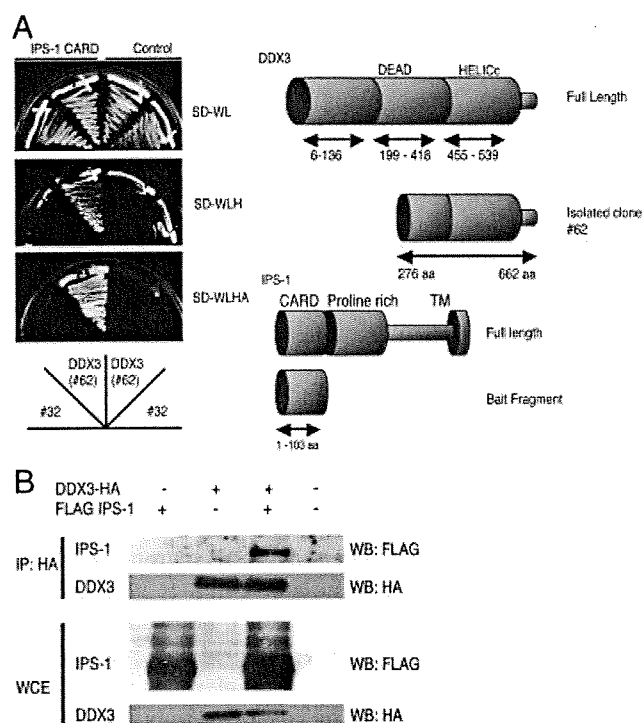 A
IPS-1 CARD Control
SD-WL
SD-WLH
SD-WLHA
DDX3 (#62)
DDX3 (#62)
#32
#32
DDX3
DEAD
HELICc
Full Length
6-136
199 - 418
455 - 539
Isolated clone
#62
276 aa
662 aa
IPS-1
CARD Proline rich TM
Full length
Bait Fragment
1 -103 aa
B
DDX3-HA - + + -
FLAG IPS-1 + - + -
IP: HA
IPS-1 WB: FLAG
DDX3 WB: HA
WCE
IPS-1 WB: FLAG
DDX3 WB: HA